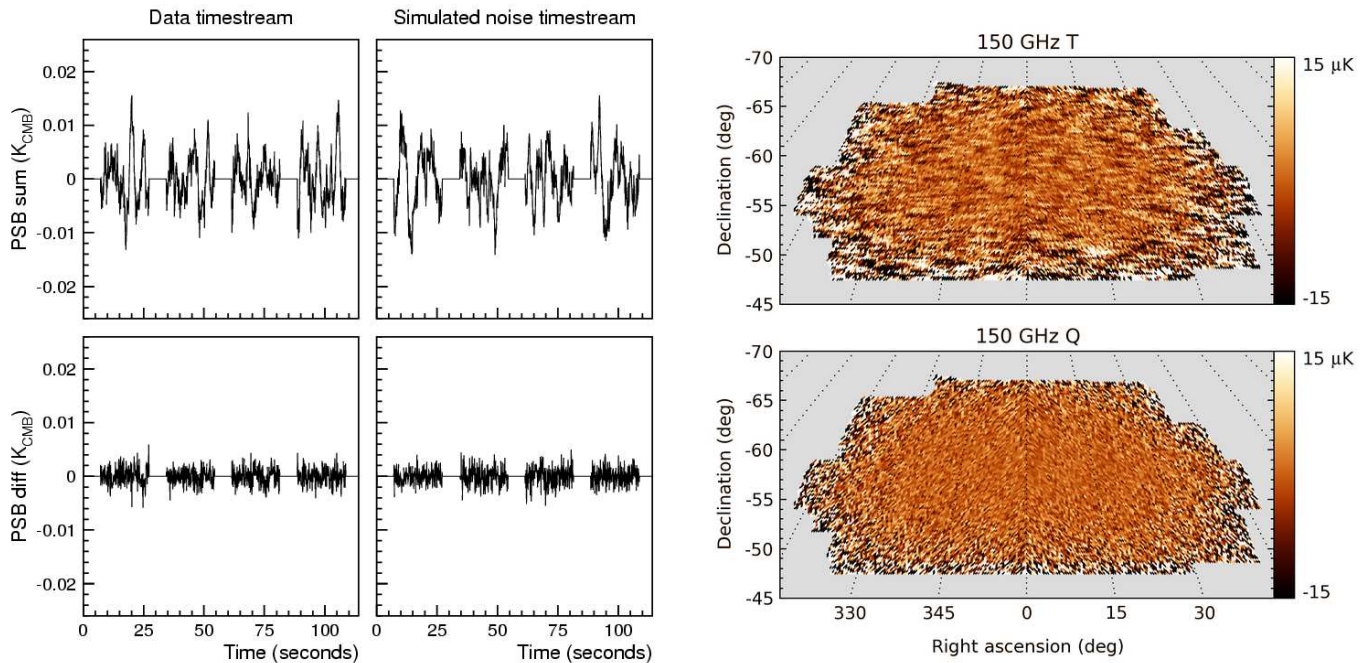 Data timestream
Simulated noise timestream
PSB sum (K_CMB)
0.02
0.01
0
-0.01
-0.02
PSB diff (K_CMB)
0.02
0.01
0
-0.01
-0.02
0 25 50 75 100
0 25 50 75 100
Time (seconds)
Time (seconds)
150 GHz T
Declination (deg)
-70
-65
-60
-55
-50
-45
15 µK
-15
150 GHz Q
Declination (deg)
-70
-65
-60
-55
-50
-45
15 µK
-15
330 345 0 15 30
Right ascension (deg)